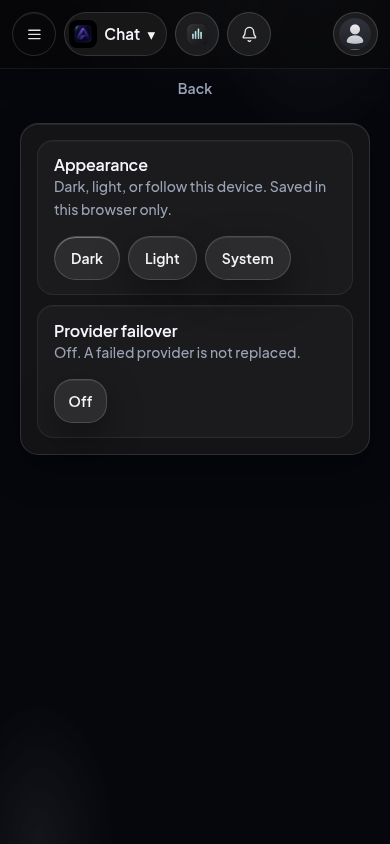 Chat ▾
Back
Appearance
Dark, light, or follow this device. Saved in
this browser only.
Dark Light System
Provider failover
Off. A failed provider is not replaced.
Off